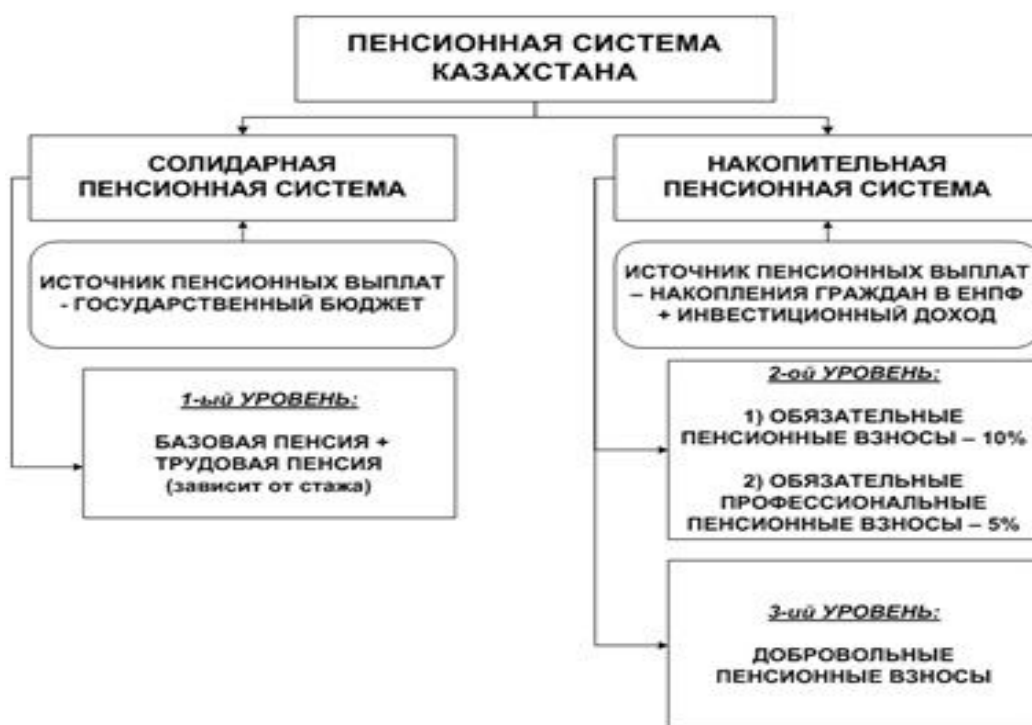 ПЕНСИОННАЯ СИСТЕМА
КАЗАХСТАНА
СОЛИДАРНАЯ
ПЕНСИОННАЯ СИСТЕМА
ИСТОЧНИК ПЕНСИОННЫХ ВЫПЛАТ
- ГОСУДАРСТВЕННЫЙ БЮДЖЕТ
1-ый УРОВЕНЬ:
БАЗОВАЯ ПЕНСИЯ +
ТРУДОВАЯ ПЕНСИЯ
(зависит от стажа)
НАКОПИТЕЛЬНАЯ
ПЕНСИОННАЯ СИСТЕМА
ИСТОЧНИК ПЕНСИОННЫХ ВЫПЛАТ
– НАКОПЛЕНИЯ ГРАЖДАН В ЕНПФ
+ ИНВЕСТИЦИОННЫЙ ДОХОД
2-ой УРОВЕНЬ:
1) ОБЯЗАТЕЛЬНЫЕ
ПЕНСИОННЫЕ ВЗНОСЫ – 10%
2) ОБЯЗАТЕЛЬНЫЕ
ПРОФЕССИОНАЛЬНЫЕ
ПЕНСИОННЫЕ ВЗНОСЫ – 5%
3-ий УРОВЕНЬ:
ДОБРОВОЛЬНЫЕ
ПЕНСИОННЫЕ ВЗНОСЫ